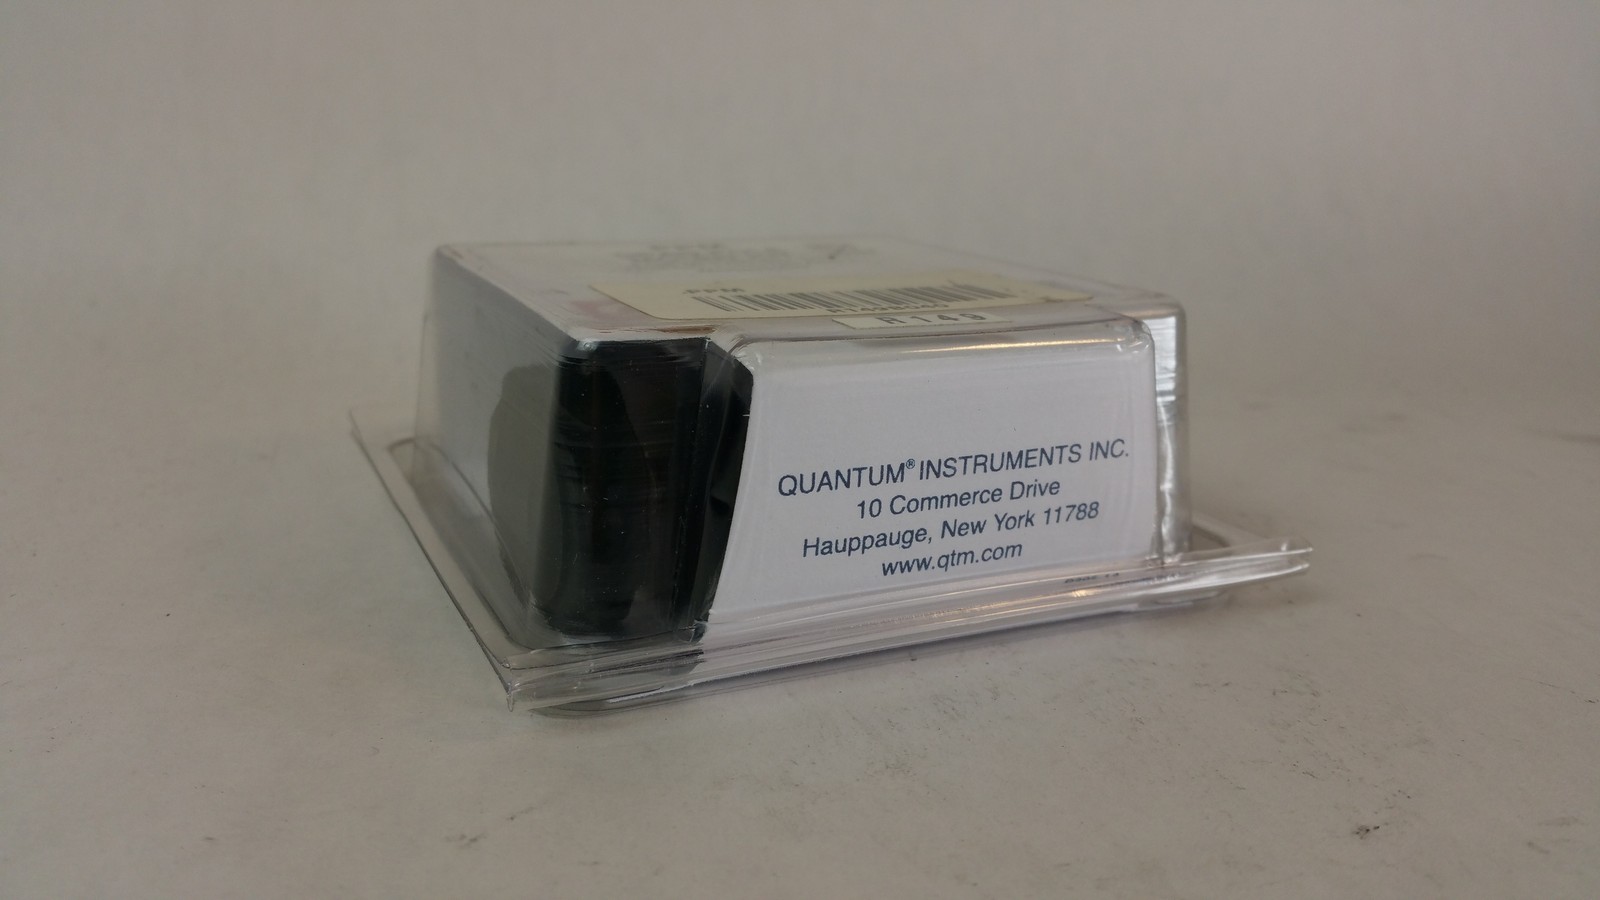 R149
QUANTUM® INSTRUMENTS INC.
10 Commerce Drive
Hauppauge, New York 11788
www.qtm.com